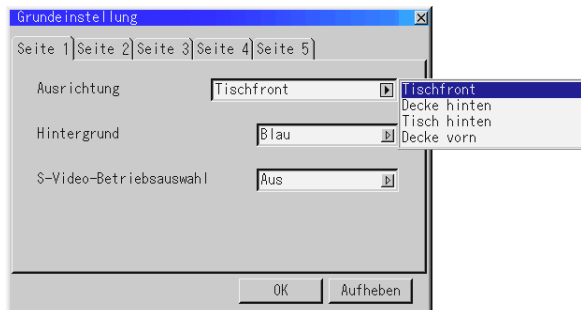 Grundeinstellung
Seite 1 Seite 2 Seite 3 Seite 4 Seite 5
Ausrichtung Tischfront
Tischfront
Decke hinten
Tisch hinten
Decke vorn
Hintergrund Blau
S-Video-Betriebsauswahl Aus
OK Aufheben